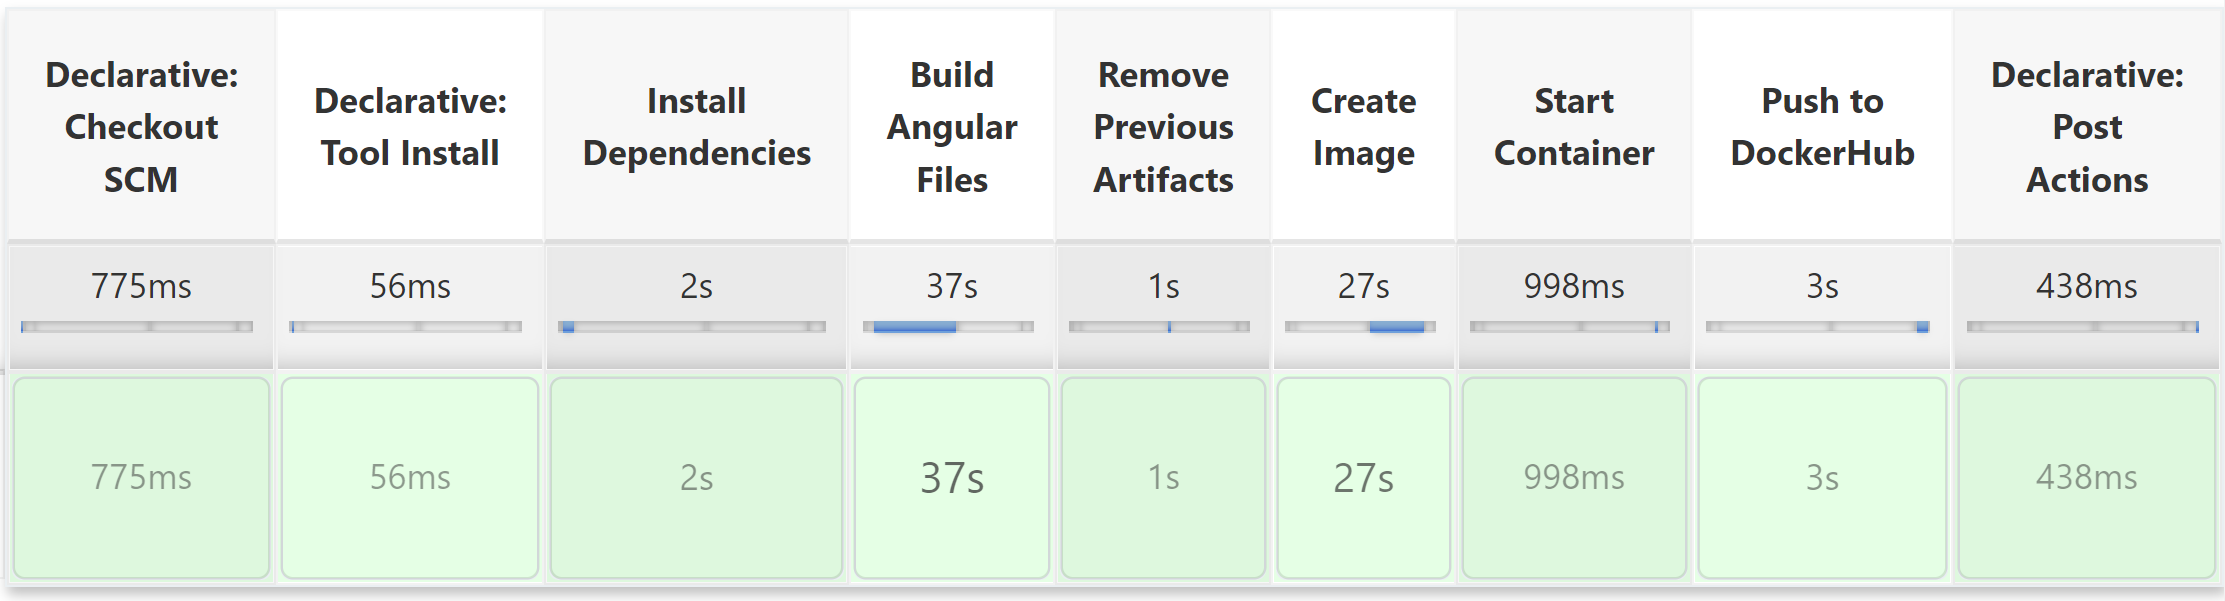 Declarative:
Checkout
SCM
Declarative:
Tool Install
Install
Dependencies
Build
Angular
Files
Remove
Previous
Artifacts
Create
Image
Start
Container
Push to
DockerHub
Declarative:
Post
Actions
775ms
56ms
2s
37s
1s
27s
998ms
3s
438ms
775ms
56ms
2s
37s
1s
27s
998ms
3s
438ms